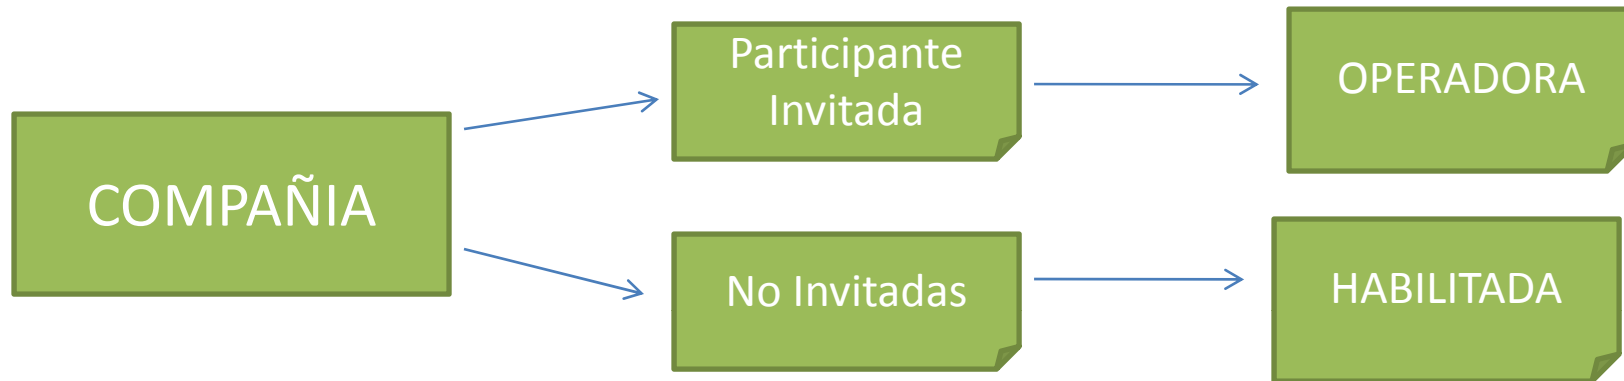 COMPAÑIA
Participante
Invitada
OPERADORA
No Invitadas
HABILITADA